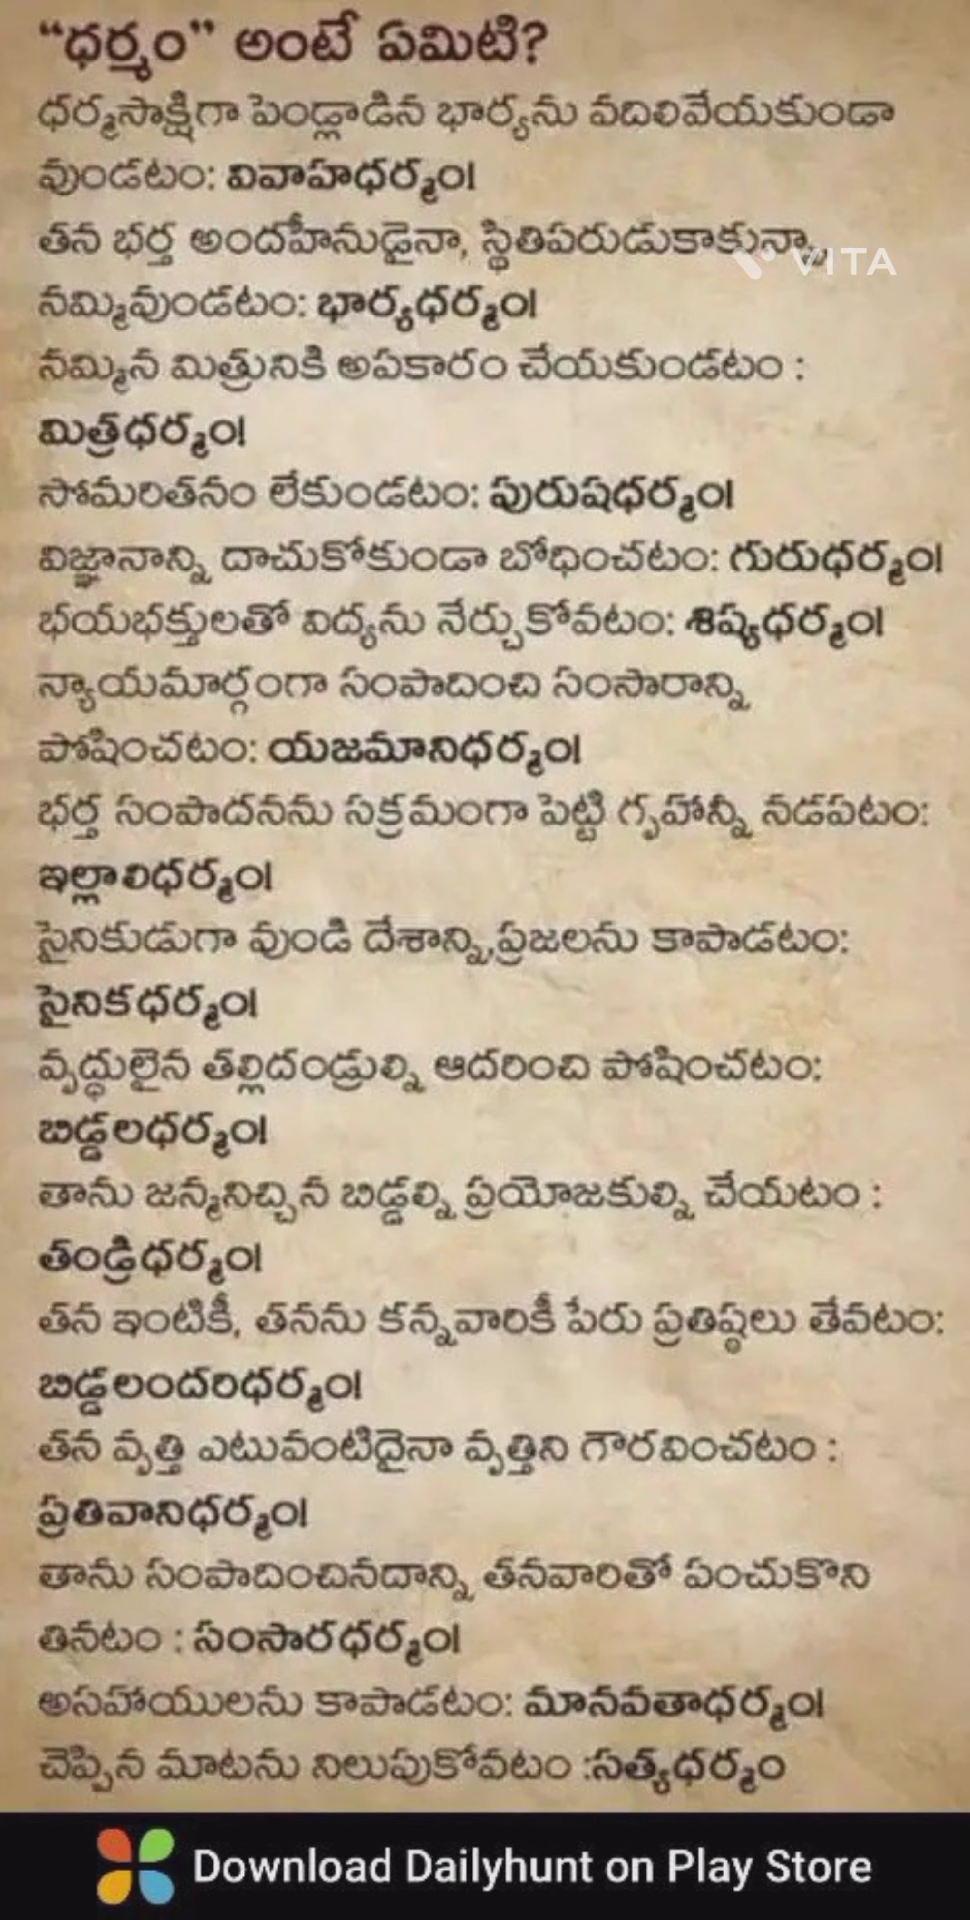 “ధర్మం” అంటే ఏమిటి?
ధర్మసాక్షిగా పెండ్లాడిన భార్యను వదిలివేయకుండా
వుండటం: వివాహధర్మం!
తన భర్త అందహీనుడైనా, స్థితిపరుడుకాకున్నా,
VITA
నమ్మివుండటం: భార్యధర్మం!
నమ్మిన మిత్రునికి అపకారం చేయకుండటం :
మిత్రధర్మం!
సోమరితనం లేకుండటం: పురుషధర్మం!
విజ్ఞానాన్ని దాచుకోకుండా బోధించటం: గురుధర్మం!
భయభక్తులతో విద్యను నేర్చుకోవటం: శిష్యధర్మం!
న్యాయమార్గంగా సంపాదించి సంసారాన్ని
పోషించటం: యజమానిధర్మం!
భర్త సంపాదనను సక్రమంగా పెట్టి గృహాన్నీ నడపటం:
ఇల్లాలిధర్మం!
సైనికుడుగా వుండి దేశాన్ని,ప్రజలను కాపాడటం:
సైనికధర్మం!
వృద్ధులైన తల్లిదండ్రుల్ని ఆదరించి పోషించటం:
బిడ్డలధర్మం!
తాను జన్మనిచ్చిన బిడ్డల్ని ప్రయోజకుల్ని చేయటం :
తండ్రిధర్మం!
తన ఇంటికీ, తనను కన్నవారికీ పేరు ప్రతిష్ఠలు తేవటం:
బిడ్డలందరిధర్మం!
తన వృత్తి ఎటువంటిదైనా వృత్తిని గౌరవించటం :
ప్రతివానిధర్మం!
తాను సంపాదించినదాన్ని తనవారితో పంచుకొని
తినటం : సంసారధర్మం!
అసహాయులను కాపాడటం: మానవతాధర్మం!
చెప్పిన మాటను నిలుపుకోవటం :సత్యధర్మం
Download Dailyhunt on Play Store